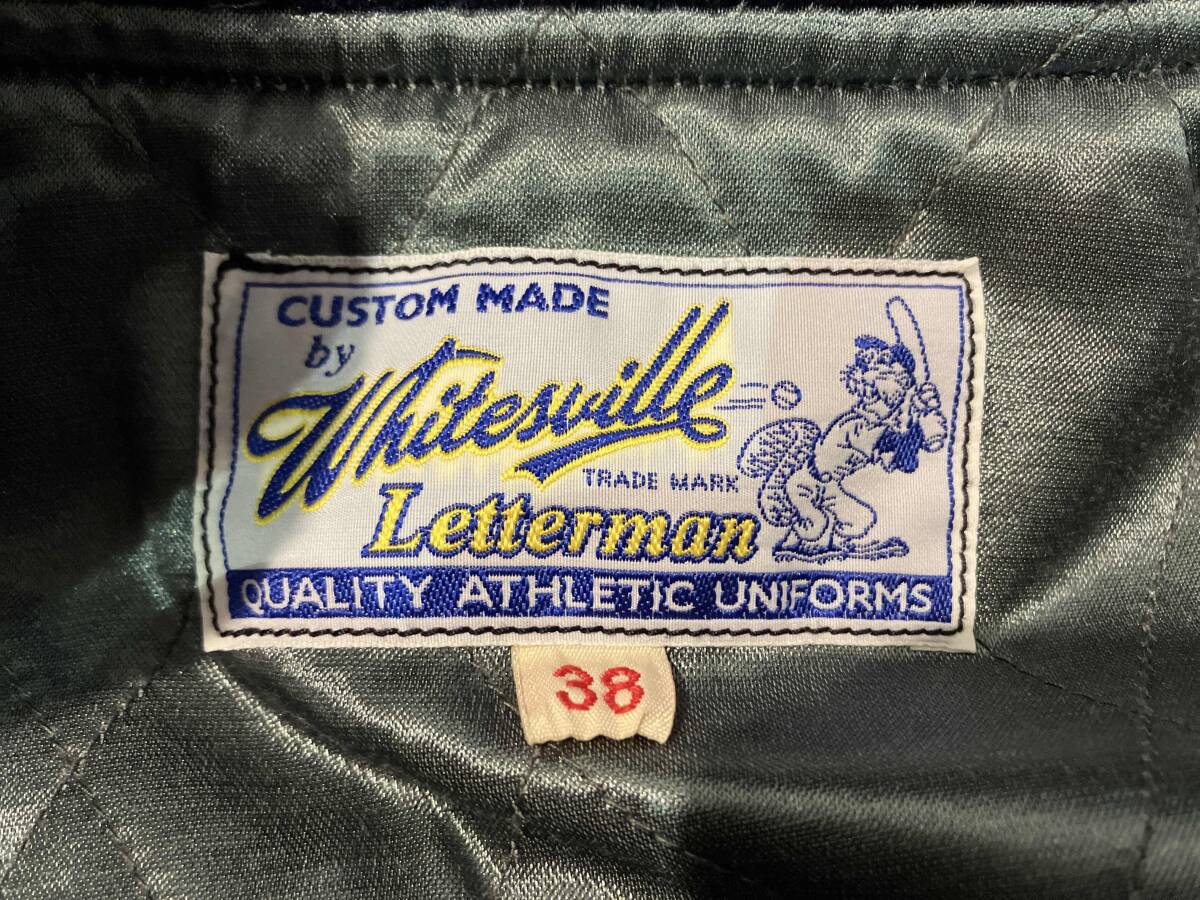 CUSTOM MADE
by
Whitesville
TRADE MARK
Letterman
QUALITY ATHLETIC UNIFORMS
38